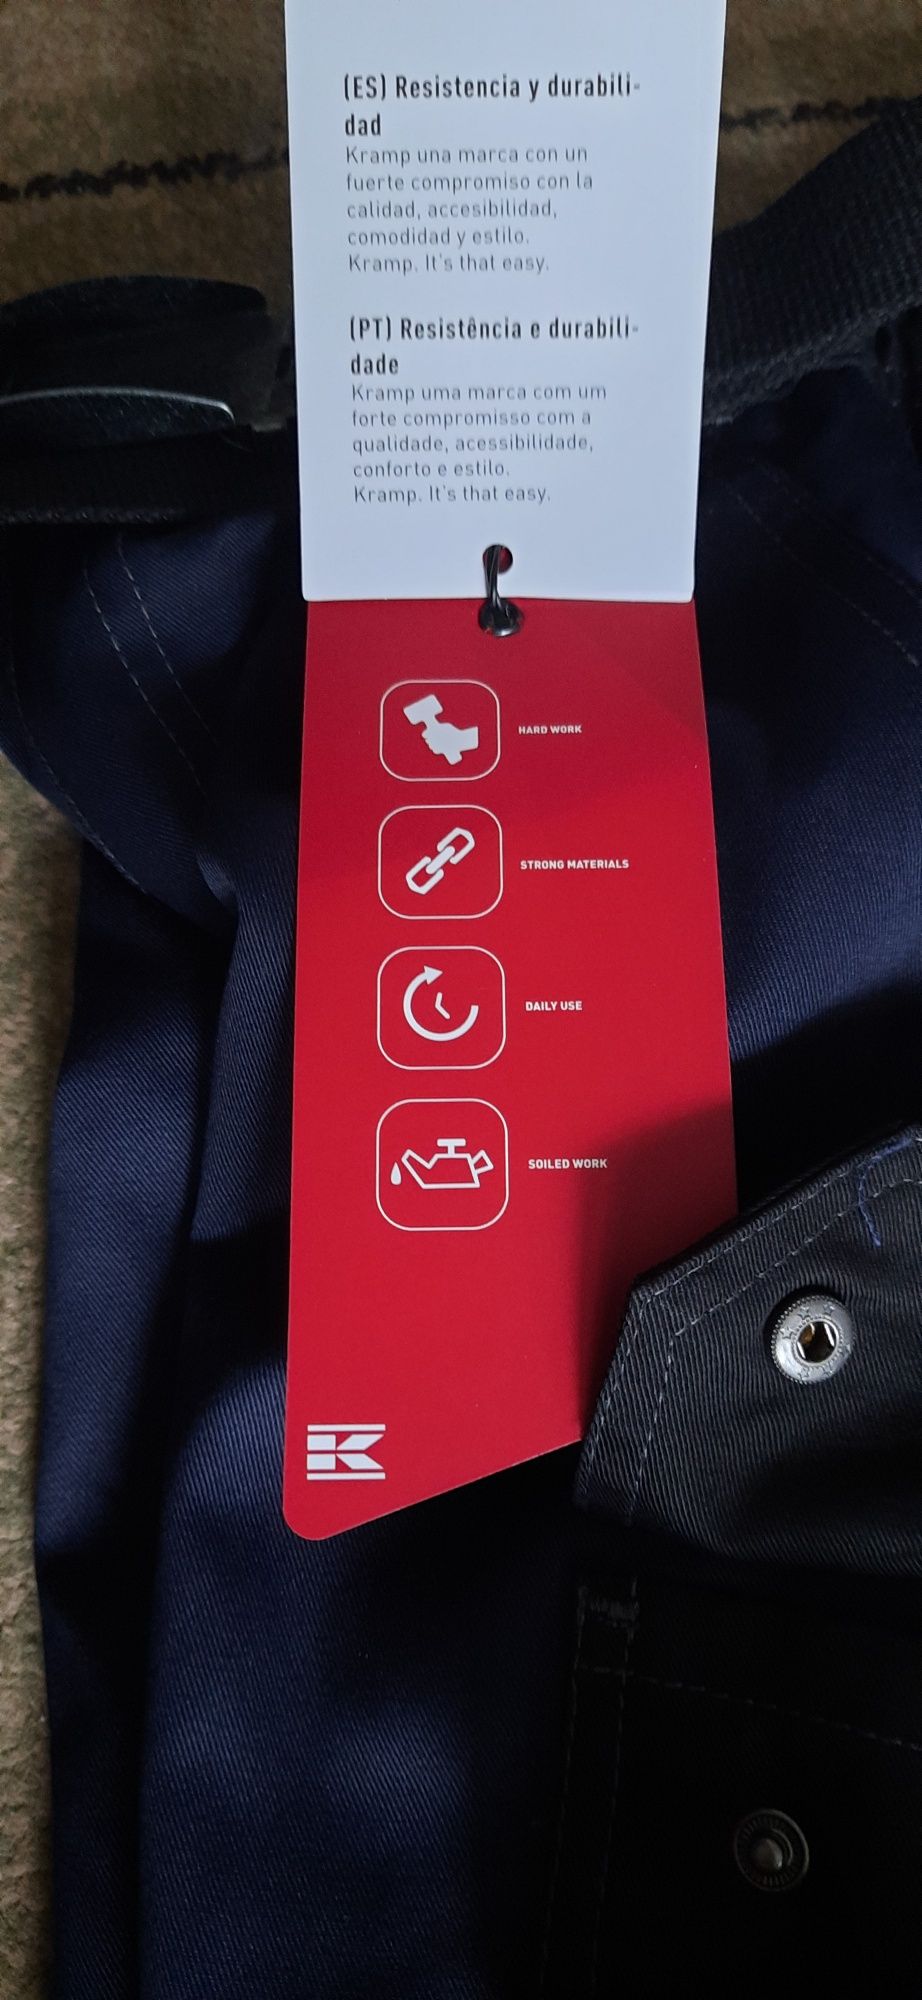 (ES) Resistencia y durabili-
dad
Kramp una marca con un
fuerte compromiso con la
calidad, accesibilidad,
comodidad y estilo.
Kramp. It's that easy.
(PT) Resistência e durabili-
dade
Kramp uma marca com um
forte compromisso com a
qualidade, acessibilidade,
conforto e estilo.
Kramp. It's that easy.
HARD WORK
STRONG MATERIALS
DAILY USE
SOILED WORK
K